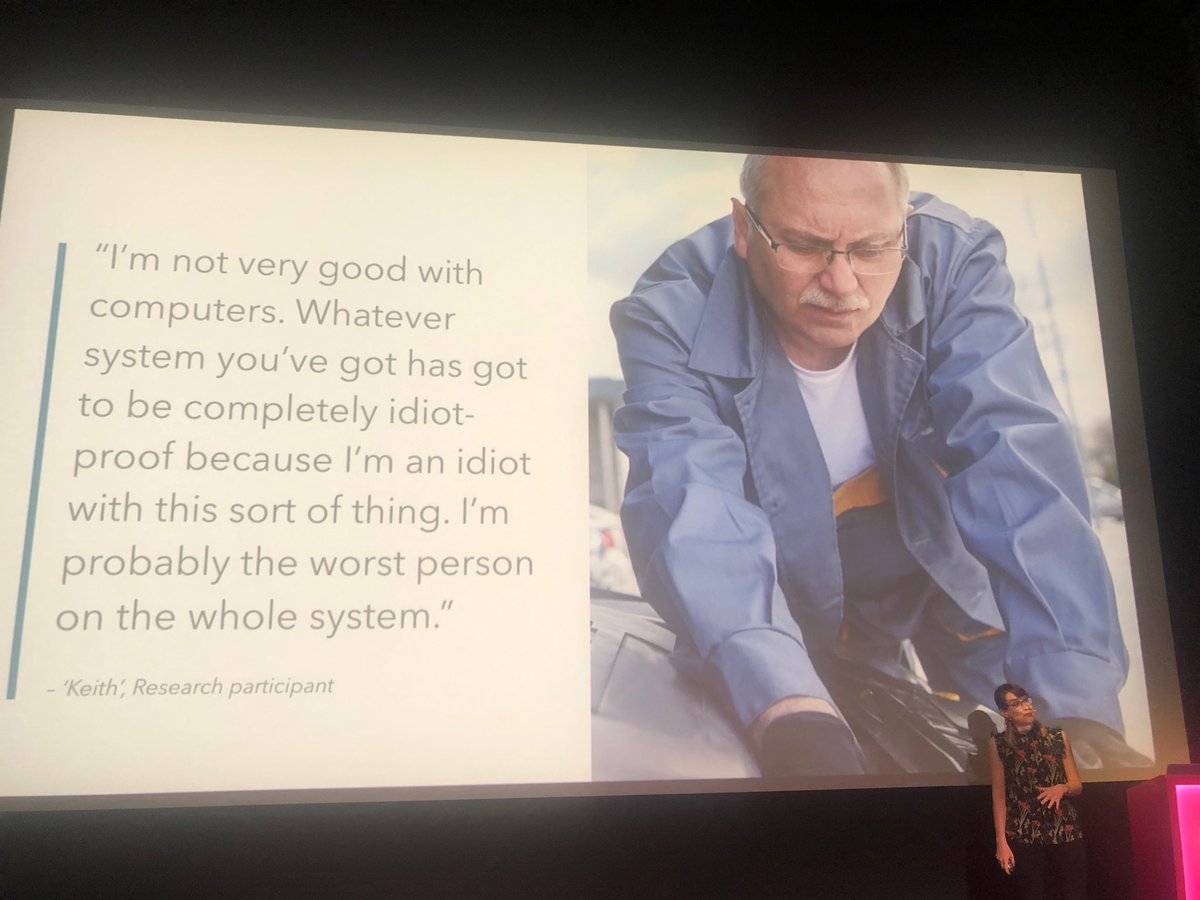 “I’m not very good with
computers. Whatever
system you’ve got has got
to be completely idiot-
proof because I’m an idiot
with this sort of thing. I’m
probably the worst person
on the whole system.”
– ‘Keith’, Research participant